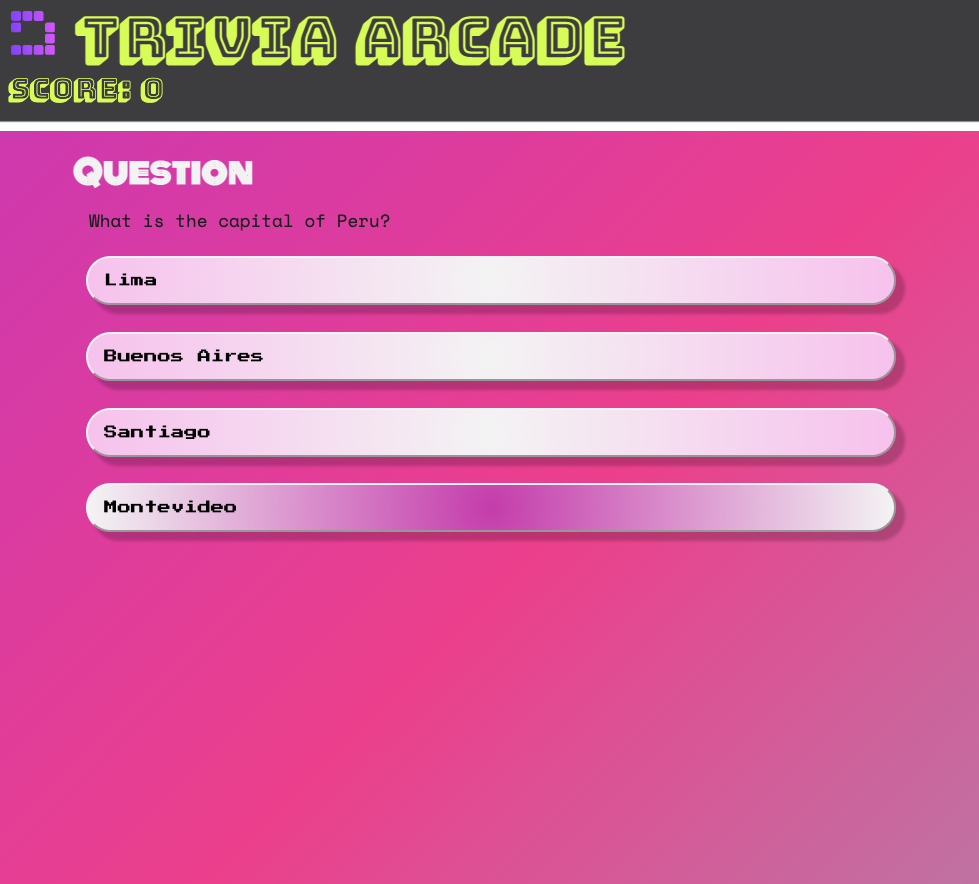 TRIVIA ARCADE
SCORE: 0
QUESTION
What is the capital of Peru?
Lima
Buenos Aires
Santiago
Montevideo